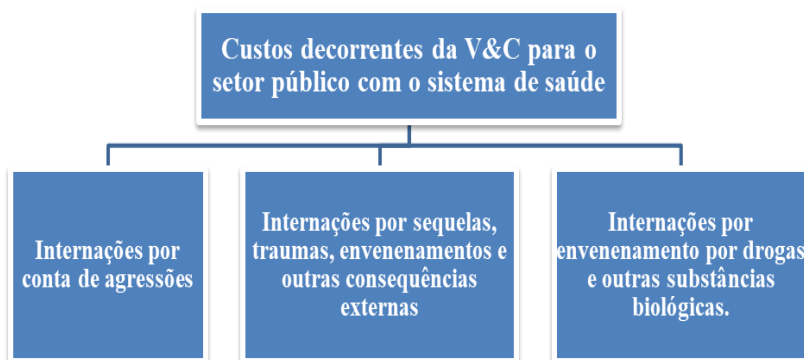 Custos decorrentes da V&C para o
setor público com o sistema de saúde
Internações por
conta de agressões
Internações por sequelas,
traumas, envenenamentos e
outras consequências
externas
Internações por
envenenamento por drogas
e outras substâncias
biológicas.